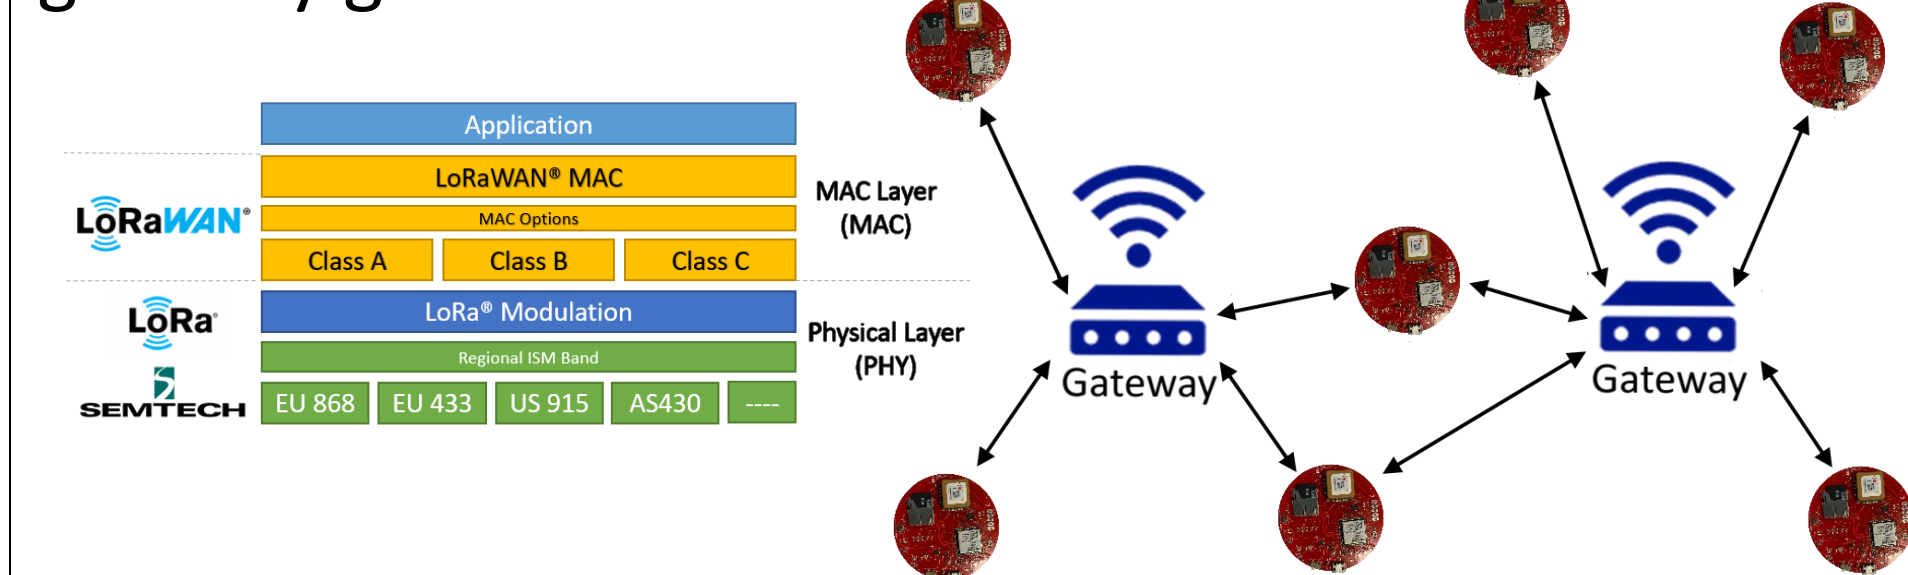 Application
LoRaWAN® MAC
MAC Options
Class A Class B Class C
LoRaWAN®
MAC Layer
(MAC)
LoRa® Modulation
Regional ISM Band
EU 868 EU 433 US 915 AS430 ----
LoRa®
SEMTECH
Physical Layer
(PHY)
Gateway
Gateway